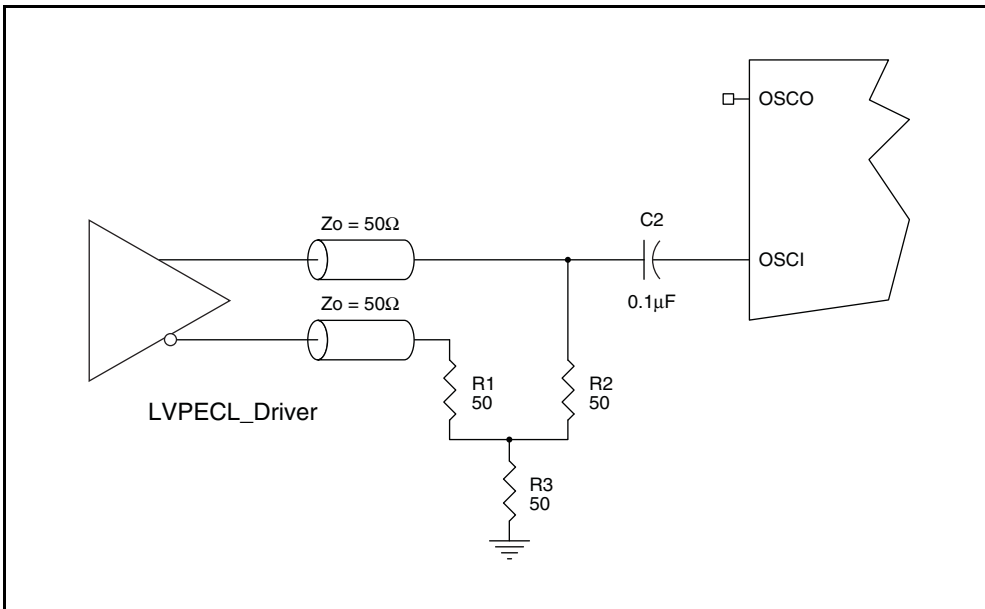 OSCO
Zo = 50Ω
C2
OSCI
0.1μF
Zo = 50Ω
R1
50
R2
50
LVPECL_Driver
R3
50